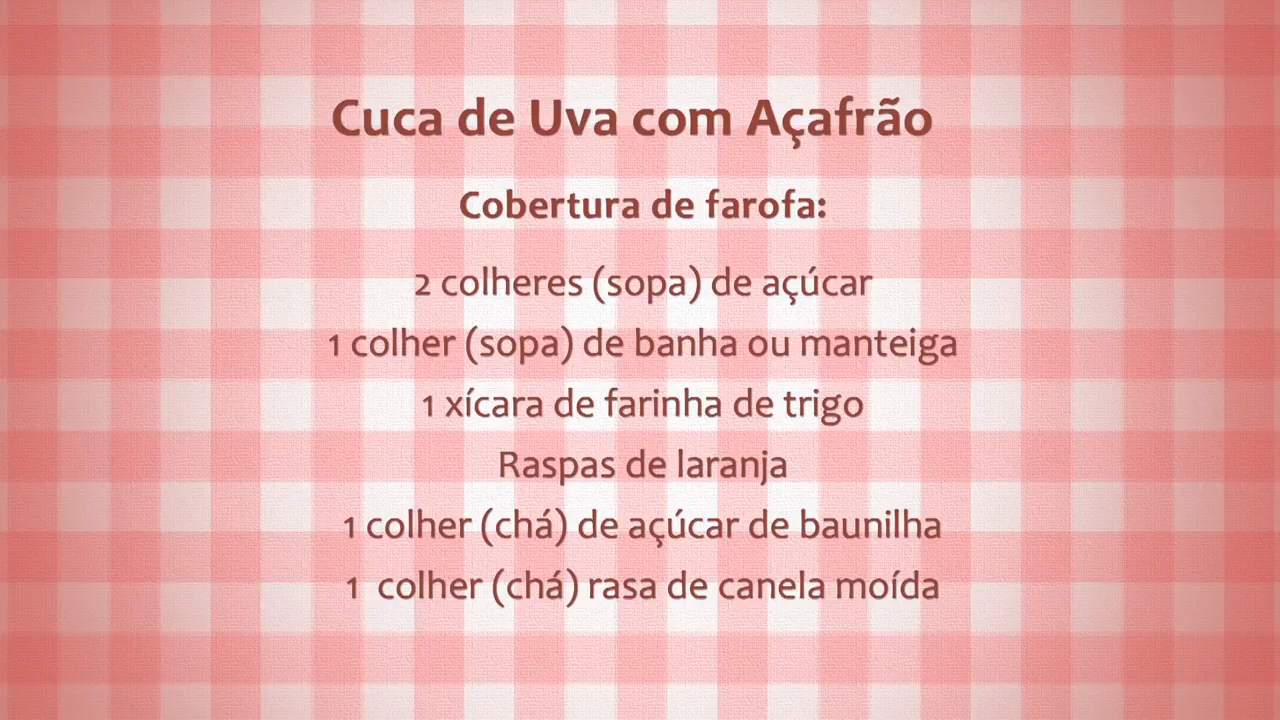 Cuca de Uva com Açafrão
Cobertura de farofa:
2 colheres (sopa) de açúcar
1 colher (sopa) de banha ou manteiga
1 xícara de farinha de trigo
Raspas de laranja
1 colher (chá) de açúcar de baunilha
1 colher (chá) rasa de canela moída